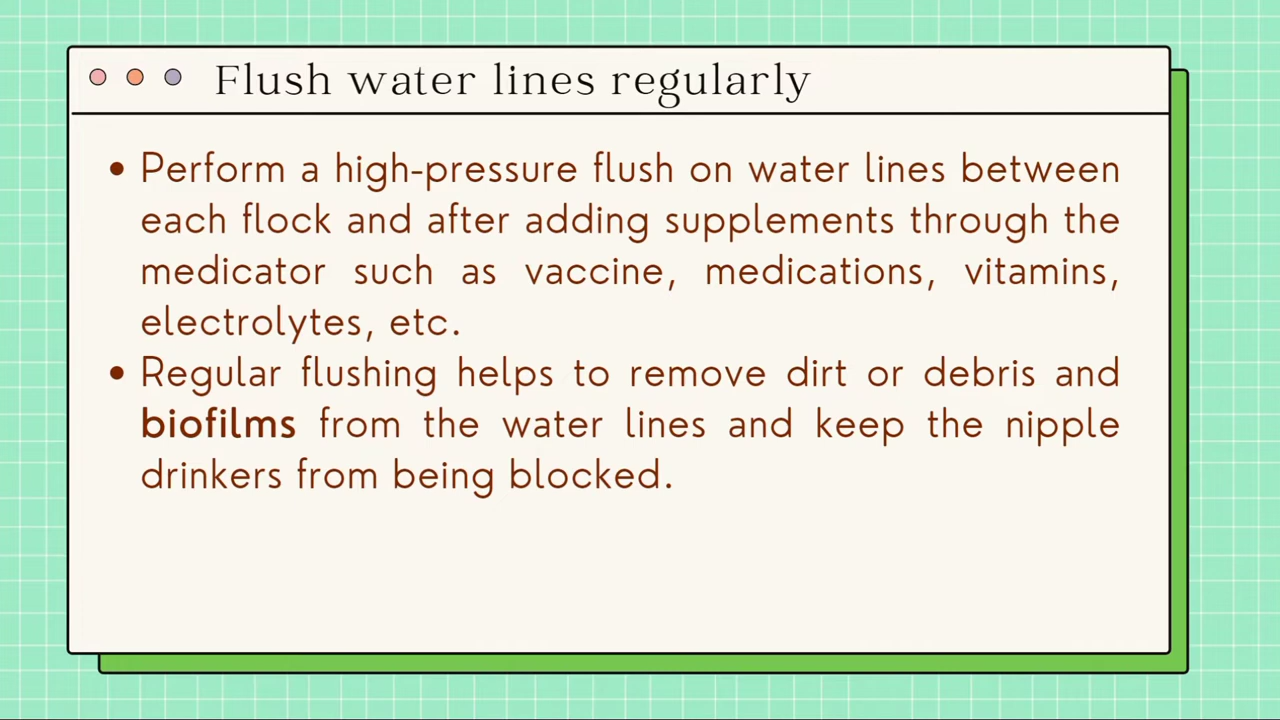 Flush water lines regularly
• Perform a high-pressure flush on water lines between
each flock and after adding supplements through the
medicator such as vaccine, medications, vitamins,
electrolytes, etc.
• Regular flushing helps to remove dirt or debris and
biofilms from the water lines and keep the nipple
drinkers from being blocked.